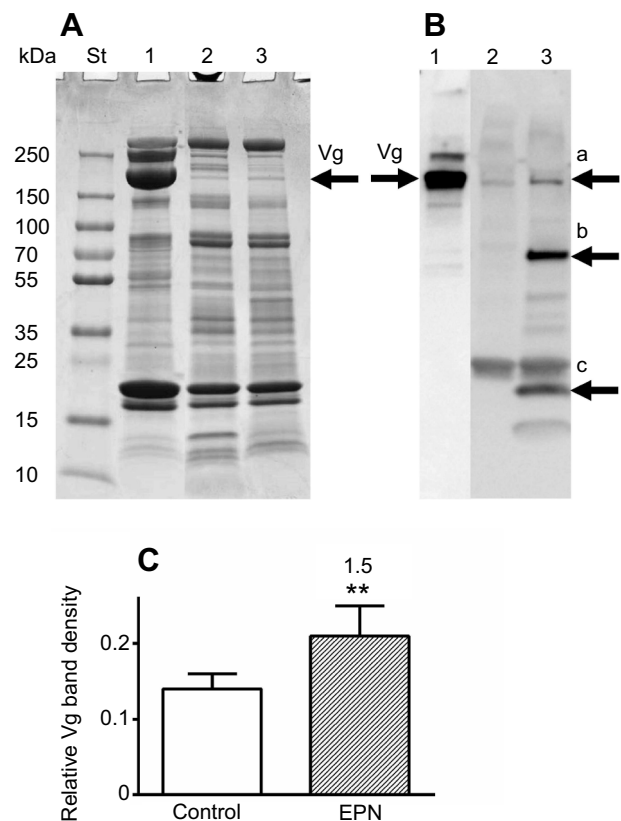 A
B
kDa St 1 2 3
1 2 3
Vg
Vg
a
b
c
250
150
100
70
55
35
25
15
10
C
1.5
**
Relative Vg band density
0.2
0.1
0
Control
EPN